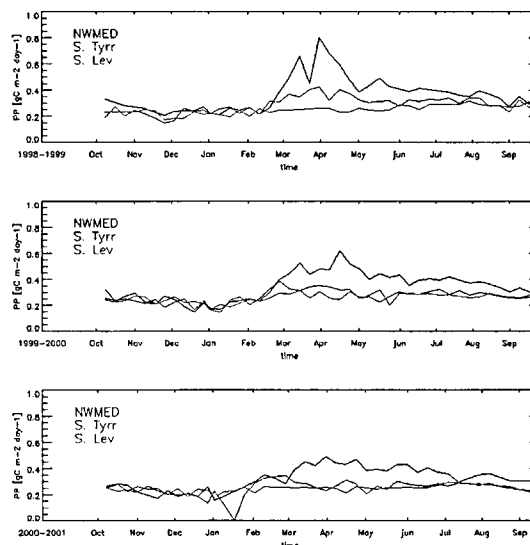 1.0
NWMED
0.8
S. Tyrr
S. Lev
0.6
0.4
0.2
0.0
PP [gC m-2 day-1]
Oct Nov Dec Jan Feb Mar Apr May Jun Jul Aug Sep
1998-1999
time
1.0
NWMED
0.8
S. Tyrr
S. Lev
0.6
0.4
0.2
0.0
PP [gC m-2 day-1]
Oct Nov Dec Jan Feb Mar Apr May jun Jul Aug Sep
1999-2000
time
1.0
NWMED
0.8
S. Tyrr
S. Lev
0.6
0.4
0.2
0.0
PP [gC m-2 day-1]
Oct Nov Dec Jan Feb Mar Apr May jun Jul Aug Sep
2000-2001
time